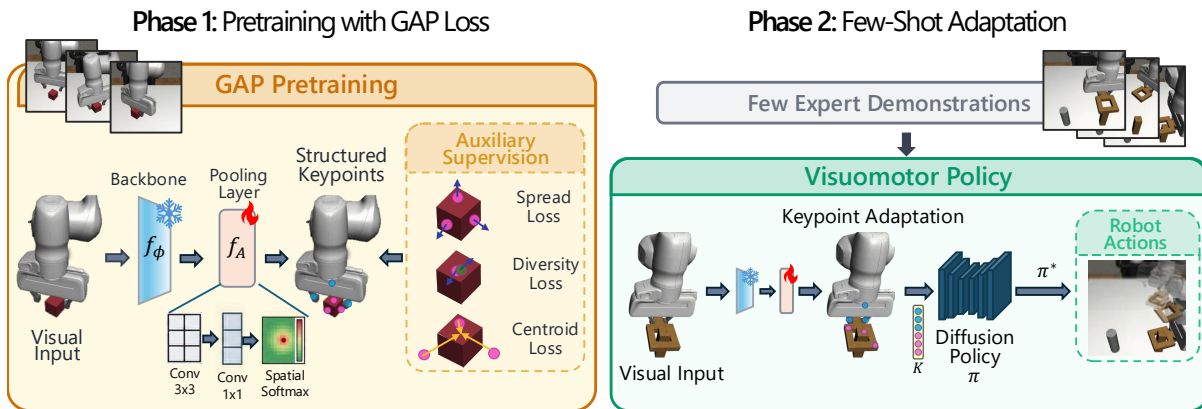 Phase 1: Pretraining with GAP Loss
GAP Pretraining
Visual Input
Backbone
f_ϕ
Pooling
Layer
f_A
Conv
3x3
Conv
1x1
Spatial
Softmax
Structured
Keypoints
Auxiliary
Supervision
Spread
Loss
Diversity
Loss
Centroid
Loss
Phase 2: Few-Shot Adaptation
Few Expert Demonstrations
Visuomotor Policy
Visual Input
Keypoint Adaptation
K
Diffusion
Policy
π
π*
Robot
Actions